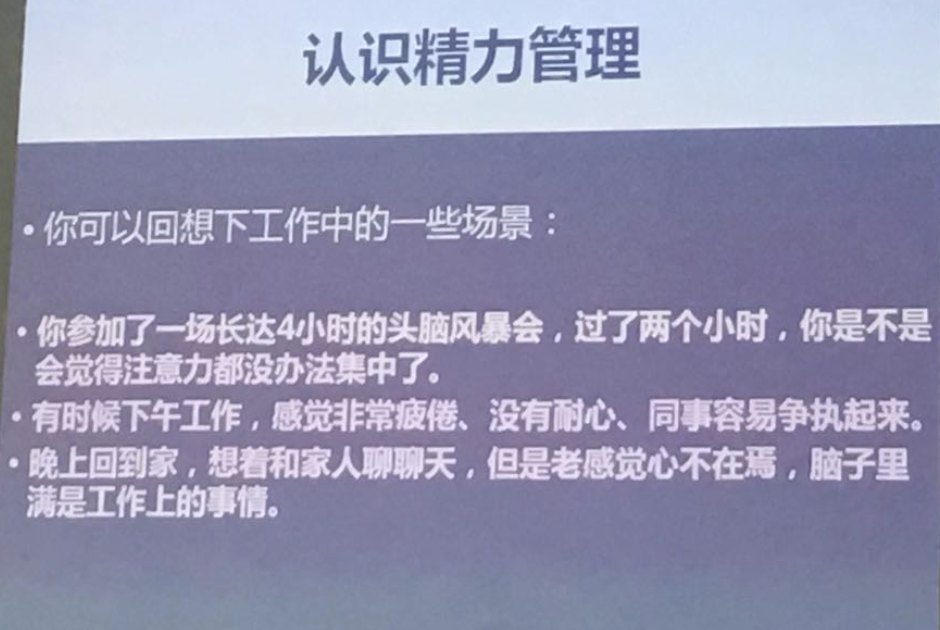 认识精力管理
• 你可以回想下工作中的一些场景：
• 你参加了一场长达4小时的头脑风暴会，过了两个小时，你是不是
会觉得注意力都没办法集中了。
• 有时候下午工作，感觉非常疲倦、没有耐心、同事容易争执起来。
• 晚上回到家，想着和家人聊聊天，但是老感觉心不在焉，脑子里
满是工作上的事情。